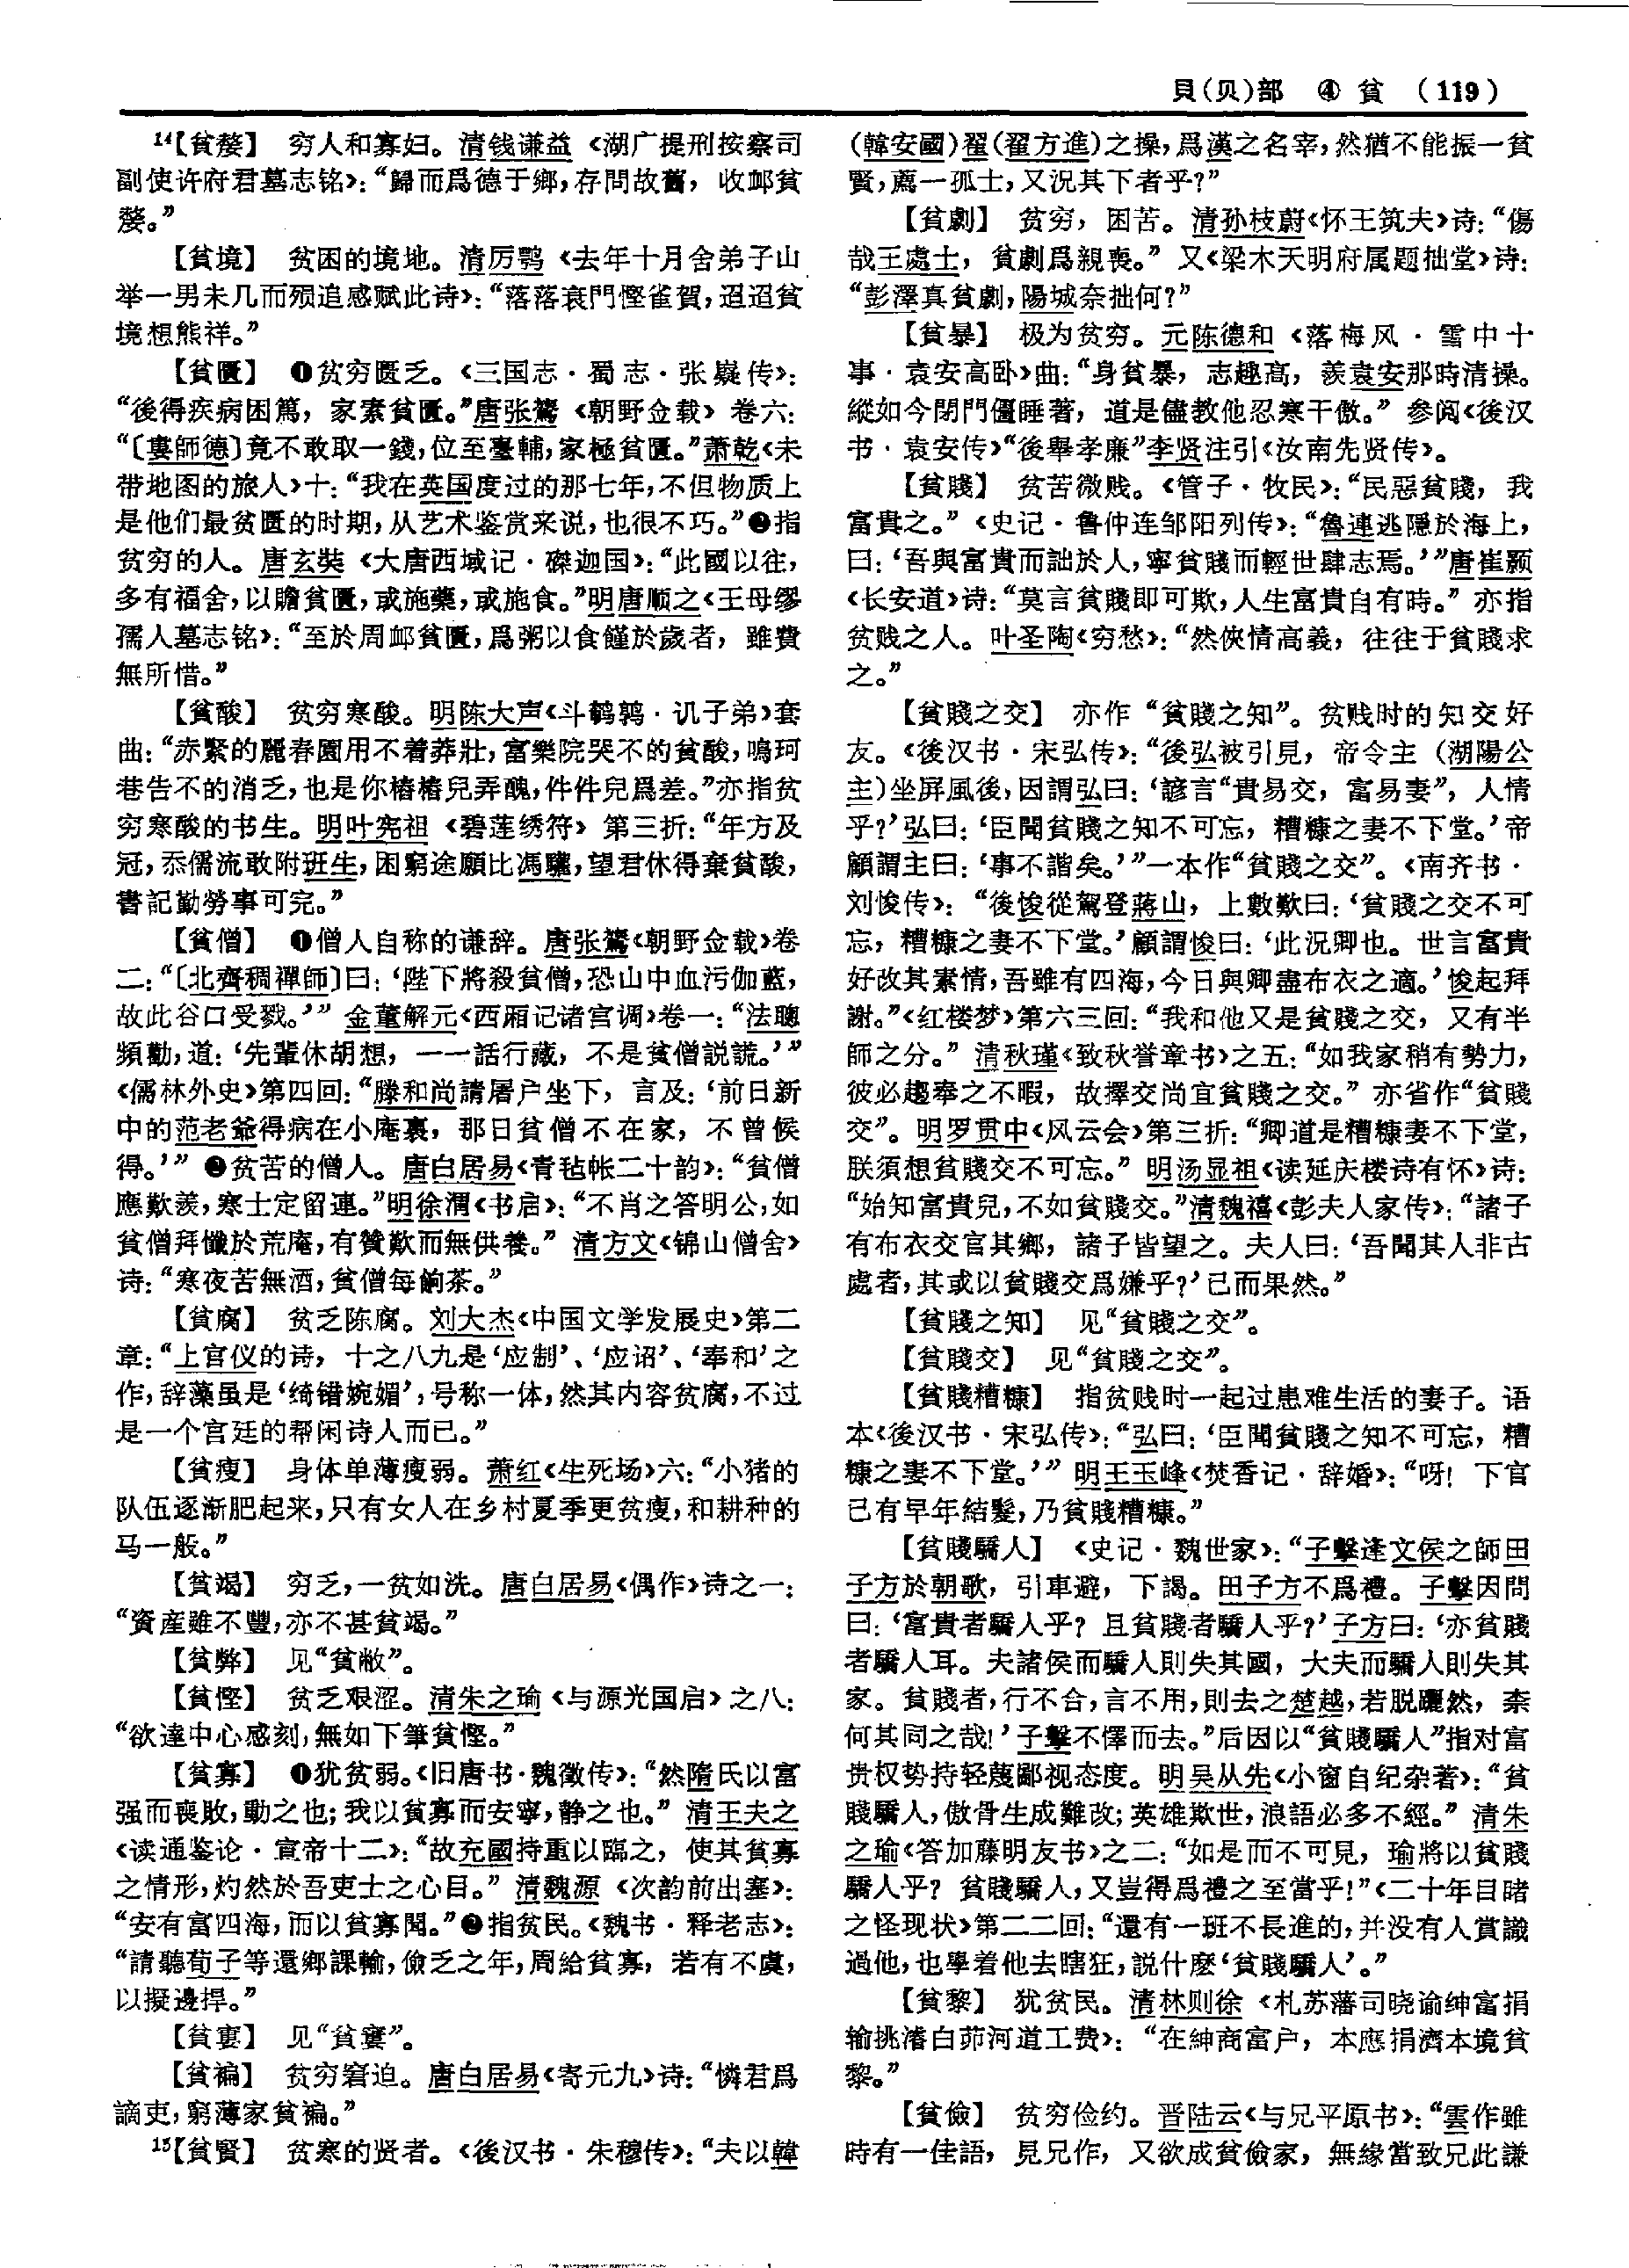 貝(贝)部　④ 貧　(119)
14【貧嫠】　穷人和寡妇。清钱谦益《湖广提刑按察司
副使许府君墓志铭》：“歸而爲德于鄉，存問故舊，收邺貧
嫠。”
【貧境】　贫困的境地。清厉鹗《去年十月舍弟子山
举一男未几而殒追感赋此诗》：“落落衰門慳雀賀，迢迢貧
境想熊祥。”
【貧匱】　❶贫穷匮乏。《三国志·蜀志·张嶷传》：
“後得疾病困篤，家素貧匱。”唐张鷟《朝野佥载》卷六：
“〔婁師德〕竟不敢取一錢，位至臺輔，家極貧匱。”萧乾《未
带地图的旅人》十：“我在英国度过的那七年，不但物质上
是他们最贫匮的时期，从艺术鉴赏来说，也很不巧。”❷指
贫穷的人。唐玄奘《大唐西域记·磔迦国》：“此國以往，
多有福舍，以贍貧匱，或施藥，或施食。”明唐顺之《王母缪
孺人墓志铭》：“至於周邺貧匱，爲粥以食饉於歲者，雖費
無所惜。”
【貧酸】　贫穷寒酸。明陈大声《斗鹌鹑·讥子弟》套
曲：“赤緊的麗春園用不着莽壯，富樂院哭不的貧酸，鳴珂
巷告不的消乏，也是你樁樁兒弄醜，件件兒爲差。”亦指贫
穷寒酸的书生。明叶宪祖《碧莲绣符》第三折：“年方及
冠，忝儒流敢附班生，困窮途願比馮驩，望君休得棄貧酸，
書記勤勞事可完。”
【貧僧】　❶僧人自称的谦辞。唐张鷟《朝野佥载》卷
二：“〔北齊稠禪師〕曰：‘陛下將殺貧僧，恐山中血污伽藍，
故此谷口受戮。’”金董解元《西厢记诸宫调》卷一：“法聰
頻勸，道：‘先輩休胡想，一一話行藏，不是貧僧説謊。’”
《儒林外史》第四回：“滕和尚請屠户坐下，言及：‘前日新
中的范老爺得病在小庵裏，那日貧僧不在家，不曾候
得。’”❷贫苦的僧人。唐白居易《青毡帐二十韵》：“貧僧
應歎羨，寒士定留連。”明徐渭《书启》：“不肖之答明公，如
貧僧拜懺於荒庵，有贊歎而無供養。”清方文《锦山僧舍》
诗：“寒夜苦無酒，貧僧每餉茶。”
【貧腐】　贫乏陈腐。刘大杰《中国文学发展史》第二
章：“上官仪的诗，十之八九是‘应制’、‘应诏’、‘奉和’之
作，辞藻虽是‘绮错婉媚’，号称一体，然其内容贫腐，不过
是一个宫廷的帮闲诗人而已。”
【貧瘦】　身体单薄瘦弱。萧红《生死场》六：“小猪的
队伍逐渐肥起来，只有女人在乡村夏季更贫瘦，和耕种的
马一般。”
【貧竭】　穷乏，一贫如洗。唐白居易《偶作》诗之一：
“資産雖不豐，亦不甚貧竭。”
【貧弊】　见“貧敝”。
【貧慳】　贫乏艰涩。清朱之瑜《与源光国启》之八：
“欲達中心感刻，無如下筆貧慳。”
【貧寡】　❶犹贫弱。《旧唐书·魏徵传》：“然隋氏以富
强而喪敗，動之也；我以貧寡而安寧，静之也。”清王夫之
《读通鉴论·宣帝十二》：“故充國持重以臨之，使其貧寡
之情形，灼然於吾吏士之心目。”清魏源《次韵前出塞》：
“安有富四海，而以貧寡聞。”❷指贫民。《魏书·释老志》：
“請聽荀子等還鄉課輸，儉乏之年，周給貧寡，若有不虞，
以擬邊捍。”
【貧寠】　见“貧窶”。
【貧褊】　贫穷窘迫。唐白居易《寄元九》诗：“憐君爲
謫吏，窮薄家貧褊。”
15【貧賢】　贫寒的贤者。《後汉书·朱穆传》：“夫以韓
(韓安國)翟(翟方進)之操，爲漢之名宰，然猶不能振一貧
賢，薦一孤士，又況其下者乎？”
【貧劇】　贫穷，困苦。清孙枝蔚《怀王筑夫》诗：“傷
哉王處士，貧劇爲親喪。”又《梁木天明府属题拙堂》诗：
“彭澤真貧劇，陽城奈拙何？”
【貧暴】　极为贫穷。元陈德和《落梅风·雪中十
事·袁安高卧》曲：“身貧暴，志趣高，羨袁安那時清操。
縱如今閉門僵睡著，道是儘教他忍寒干傲。”参阅《後汉
书·袁安传》“後舉孝廉”李贤注引《汝南先贤传》。
【貧賤】　贫苦微贱。《管子·牧民》：“民惡貧賤，我
富貴之。”《史记·鲁仲连邹阳列传》：“魯連逃隱於海上，
曰：‘吾與富貴而詘於人，寧貧賤而輕世肆志焉。’”唐崔颢
《长安道》诗：“莫言貧賤即可欺，人生富貴自有時。”亦指
贫贱之人。叶圣陶《穷愁》：“然俠情高義，往往于貧賤求
之。”
【貧賤之交】　亦作“貧賤之知”。贫贱时的知交好
友。《後汉书·宋弘传》：“後弘被引見，帝令主（湖陽公
主)坐屏風後，因謂弘曰：‘諺言“貴易交，富易妻”，人情
乎？’弘曰：‘臣聞貧賤之知不可忘，糟糠之妻不下堂。’帝
顧謂主曰：‘事不諧矣。’”一本作“貧賤之交”。《南齐书·
刘悛传》：“後悛從駕登蔣山，上數歎曰：‘貧賤之交不可
忘，糟糠之妻不下堂。’顧謂悛曰：‘此況卿也。世言富貴
好改其素情，吾雖有四海，今日與卿盡布衣之適。’悛起拜
謝。”《红楼梦》第六三回：“我和他又是貧賤之交，又有半
師之分。”清秋瑾《致秋誉章书》之五：“如我家稍有勢力，
彼必趨奉之不暇，故擇交尚宜貧賤之交。”亦省作“貧賤
交”。明罗贯中《风云会》第三折：“卿道是糟糠妻不下堂，
朕須想貧賤交不可忘。”明汤显祖《读延庆楼诗有怀》诗：
“始知富貴兒，不如貧賤交。”清魏禧《彭夫人家传》：“諸子
有布衣交官其鄉，諸子皆望之。夫人曰：‘吾聞其人非古
處者，其或以貧賤交爲嫌乎？’已而果然。”
【貧賤之知】　见“貧賤之交”。
【貧賤交】　见“貧賤之交”。
【貧賤糟糠】　指贫贱时一起过患难生活的妻子。语
本《後汉书·宋弘传》：“弘曰：‘臣聞貧賤之知不可忘，糟
糠之妻不下堂。’”明王玉峰《焚香记·辞婚》：“呀！下官
已有早年結髮，乃貧賤糟糠。”
【貧賤驕人】　《史记·魏世家》：“子擊逢文侯之師田
子方於朝歌，引車避，下謁。田子方不爲禮。子擊因問
曰：‘富貴者驕人乎？且貧賤者驕人乎？’子方曰：‘亦貧賤
者驕人耳。夫諸侯而驕人則失其國，大夫而驕人則失其
家。貧賤者，行不合，言不用，則去之楚越，若脱躧然，柰
何其同之哉！’子擊不懌而去。”后因以“貧賤驕人”指对富
贵权势持轻蔑鄙视态度。明吴从先《小窗自纪杂著》：“貧
賤驕人，傲骨生成難改；英雄欺世，浪語必多不經。”清朱
之瑜《答加藤明友书》之二：“如是而不可見，瑜將以貧賤
驕人乎？貧賤驕人，又豈得爲禮之至當乎！”《二十年目睹
之怪现状》第二二回：“還有一班不長進的，并没有人賞識
過他，也學着他去瞎狂，説什麽‘貧賤驕人’。”
【貧黎】　犹贫民。清林则徐《札苏藩司晓谕绅富捐
输挑濬白茆河道工费》：“在紳商富户，本應捐濟本境貧
黎。”
【貧儉】　贫穷俭约。晋陆云《与兄平原书》：“雲作雖
時有一佳語，見兄作，又欲成貧儉家，無緣當致兄此謙